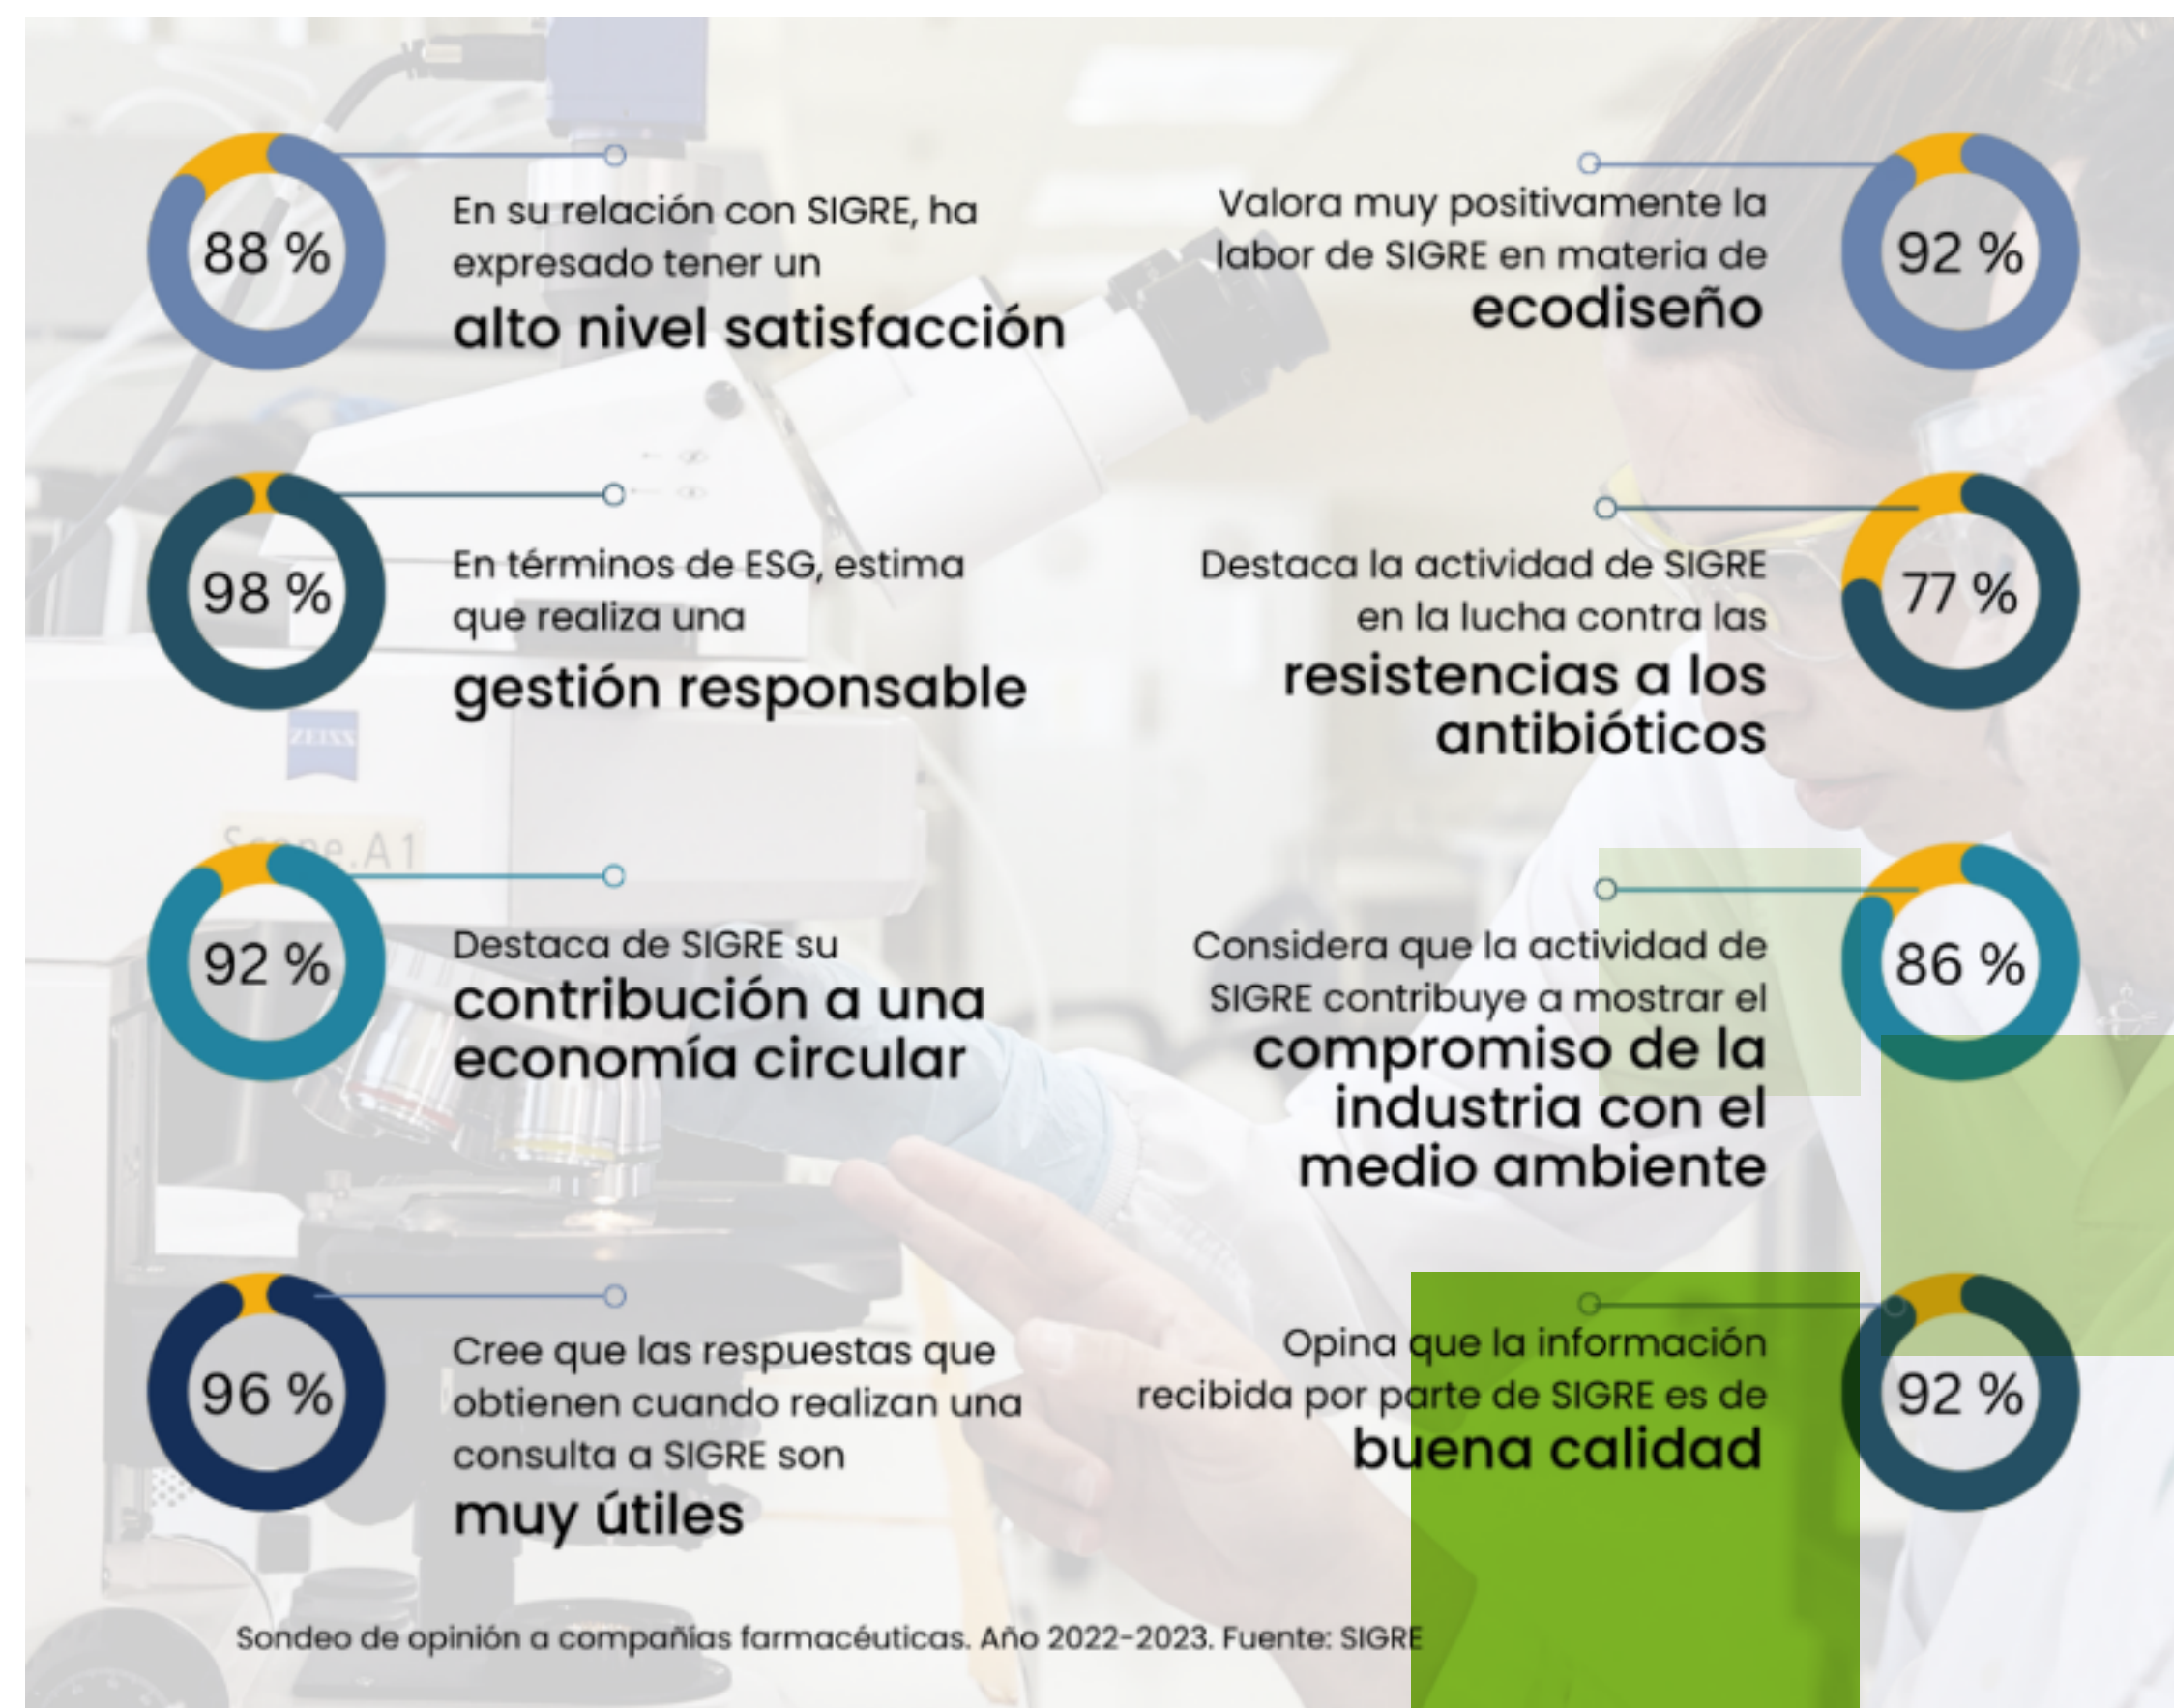 88 %
En su relación con SIGRE, ha
expresado tener un
alto nivel satisfacción
98 %
En términos de ESG, estima
que realiza una
gestión responsable
ZEISS
Scope.A1
92 %
Destaca de SIGRE su
contribución a una
economía circular
96 %
Cree que las respuestas que
obtienen cuando realizan una
consulta a SIGRE son
muy útiles
Valora muy positivamente la
labor de SIGRE en materia de
ecodiseño
92 %
Destaca la actividad de SIGRE
en la lucha contra las
resistencias a los
antibióticos
77 %
Considera que la actividad de
SIGRE contribuye a mostrar el
compromiso de la
industria con el
medio ambiente
86 %
Opina que la información
recibida por parte de SIGRE es de
buena calidad
92 %
Sondeo de opinión a compañías farmacéuticas. Año 2022-2023. Fuente: SIGRE